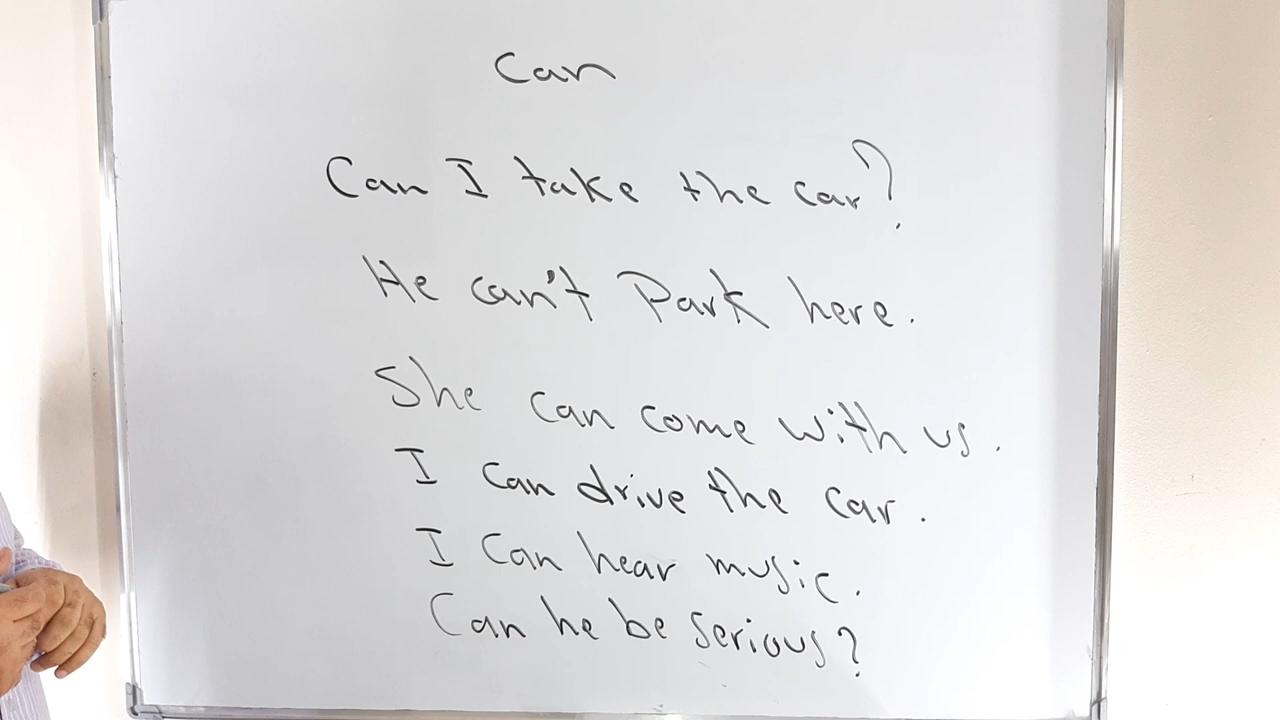 Can
Can I take the car?
He can't Park here.
She can come with us.
I can drive the car.
I Can hear music.
Can he be serious?